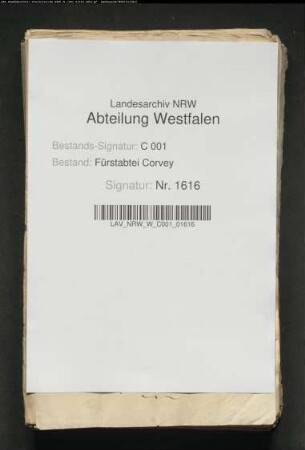 Landesarchiv NRW
Abteilung Westfalen
Bestands-Signatur: C 001
Bestand: Fürstabtei Corvey
Signatur: Nr. 1616
LAV_NRW_W_C001_01616